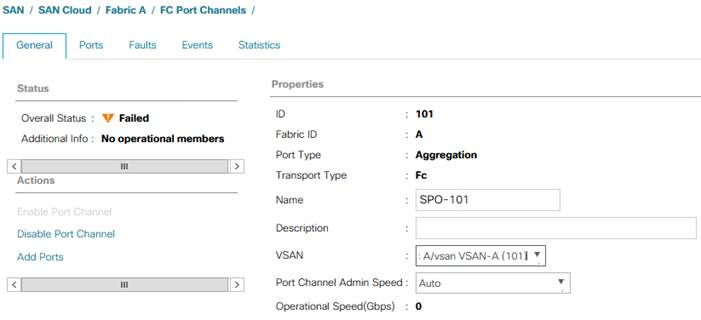 SAN / SAN Cloud / Fabric A / FC Port Channels /
General Ports Faults Events Statistics
Status
Overall Status : Failed
Additional Info : No operational members
Actions
Enable Port Channel
Disable Port Channel
Add Ports
Properties
ID : 101
Fabric ID : A
Port Type : Aggregation
Transport Type : Fc
Name : SPO-101
Description :
VSAN : : A/vsan VSAN-A (101)
Port Channel Admin Speed : Auto
Operational Speed(Gbps) : 0